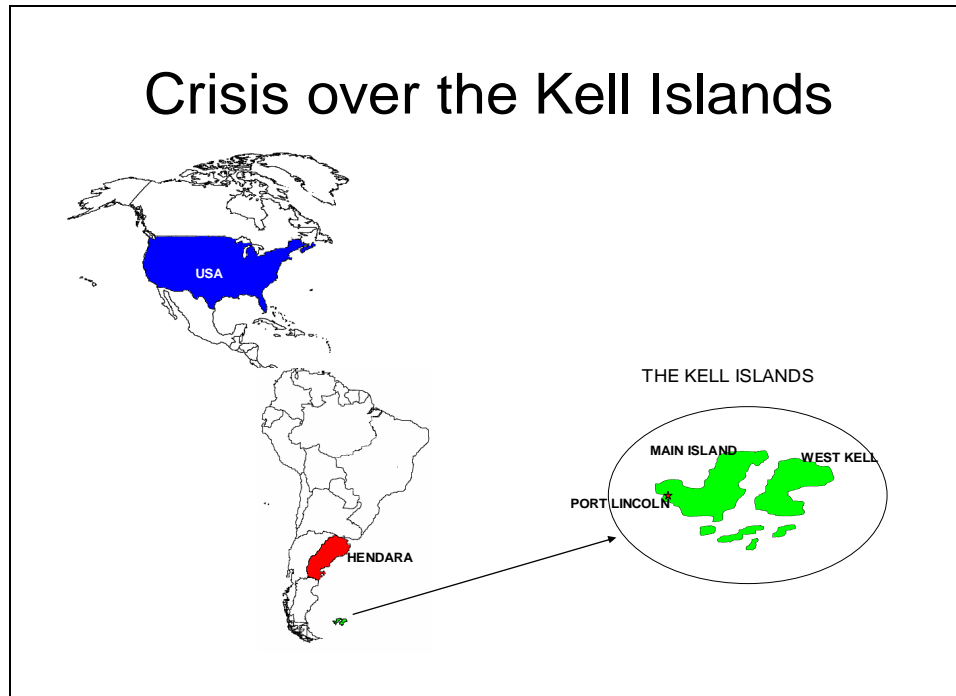 Crisis over the Kell Islands
USA
THE KELL ISLANDS
MAIN ISLAND
WEST KELL
PORT LINCOLN
HENDARA